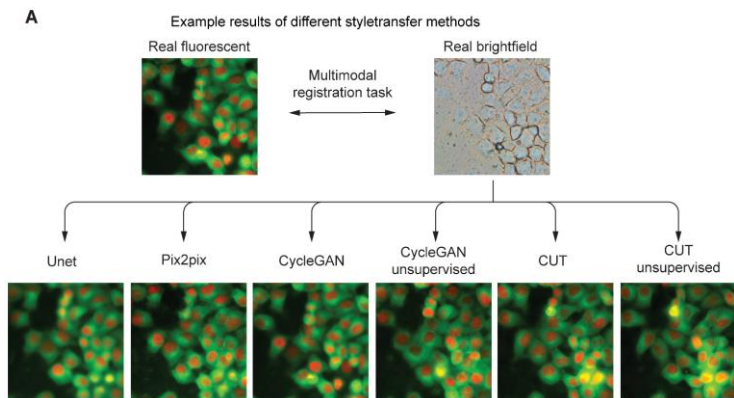 A
Example results of different styletransfer methods
Real fluorescent
Real brightfield
Multimodal
registration task
Unet
Pix2pix
CycleGAN
CycleGAN
unsupervised
CUT
CUT
unsupervised